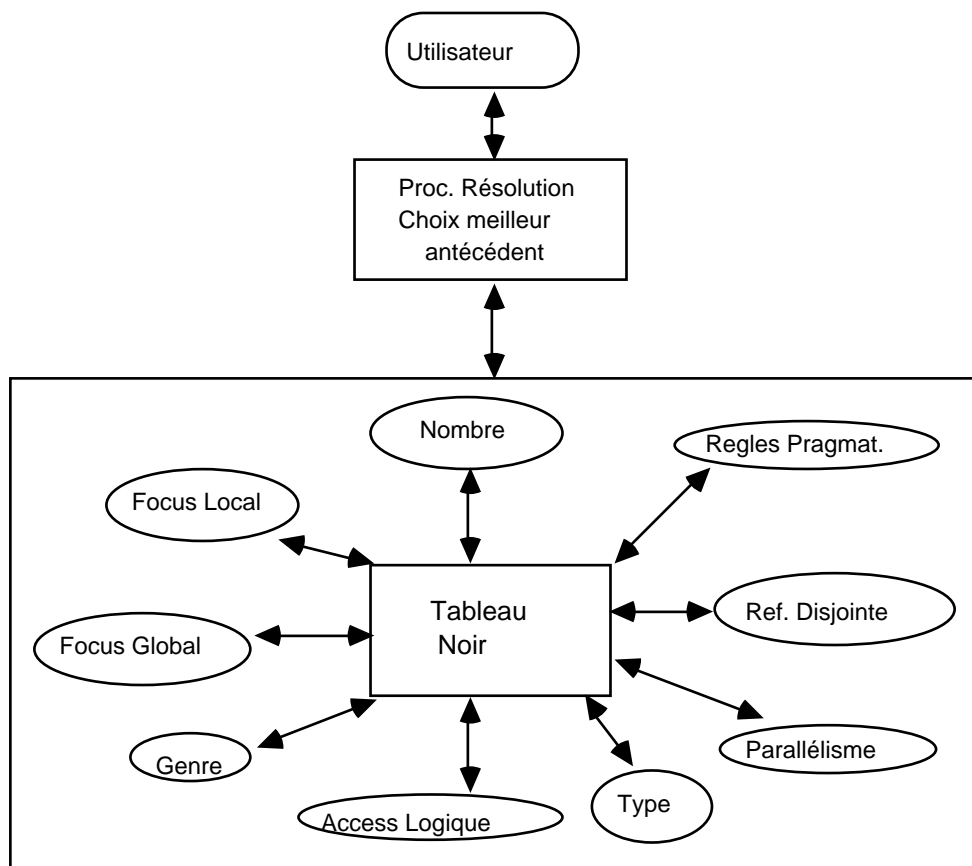 Utilisateur
Proc. Résolution
Choix meilleur
antécédent
Nombre
Regles Pragmat.
Focus Local
Tableau
Noir
Ref. Disjointe
Focus Global
Genre
Parallélisme
Type
Access Logique